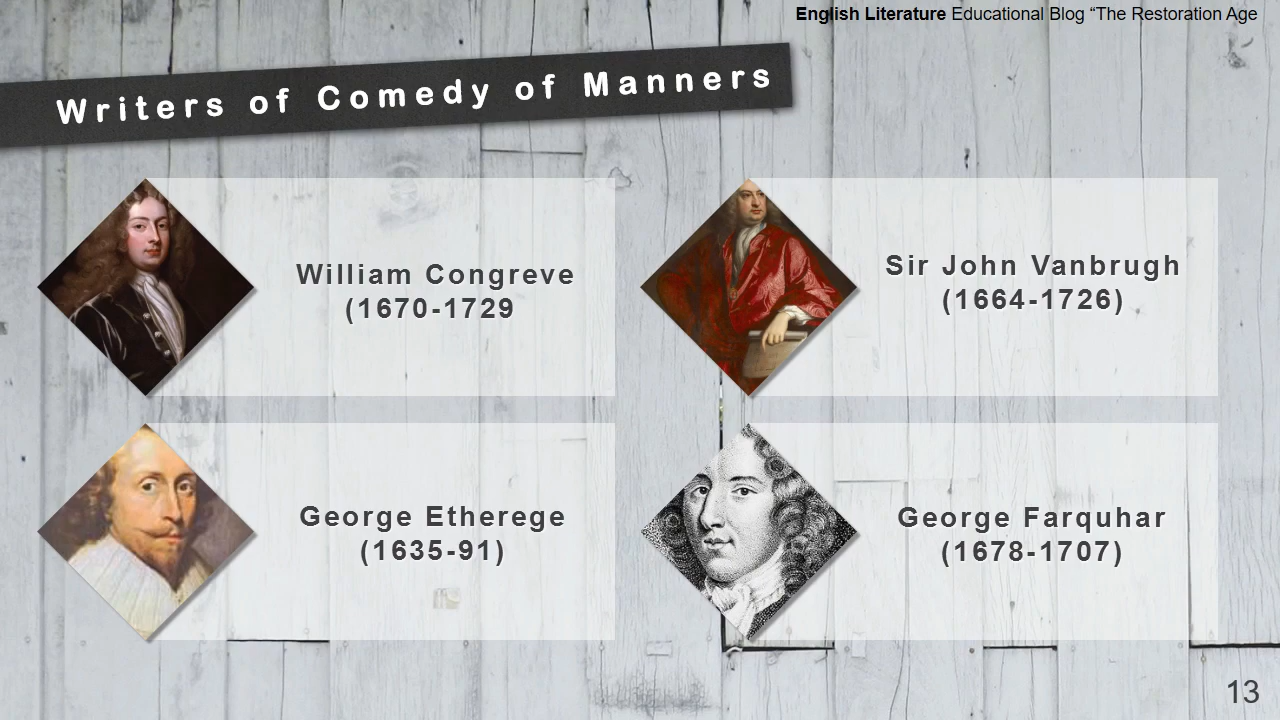 English Literature Educational Blog “The Restoration Age
Writers of Comedy of Manners
William Congreve
(1670-1729
Sir John Vanbrugh
(1664-1726)
George Etherege
(1635-91)
George Farquhar
(1678-1707)
13